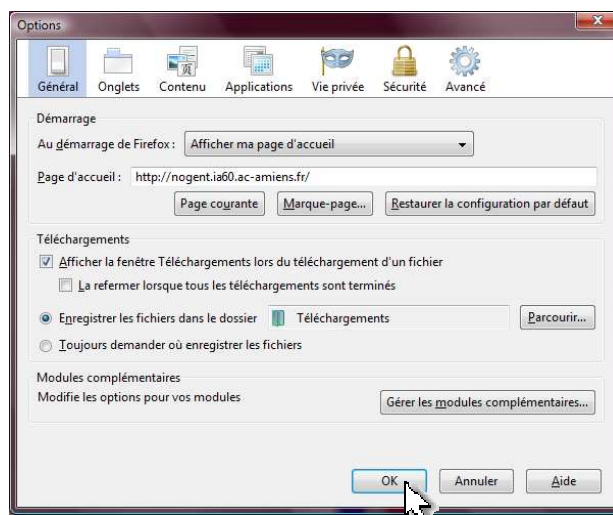 Options
Général Onglets Contenu Applications Vie privée Sécurité Avancé
Démarrage
Au démarrage de Firefox : Afficher ma page d'accueil
Page d'accueil : http://nogent.ia60.ac-amiens.fr/
Page courante Marque-page... Restaurer la configuration par défaut
Téléchargements
Afficher la fenêtre Téléchargements lors du téléchargement d'un fichier
La refermer lorsque tous les téléchargements sont terminés
Enregistrer les fichiers dans le dossier Téléchargements Parcourir...
Toujours demander où enregistrer les fichiers
Modules complémentaires
Modifie les options pour vos modules Gérer les modules complémentaires...
OK Annuler Aide